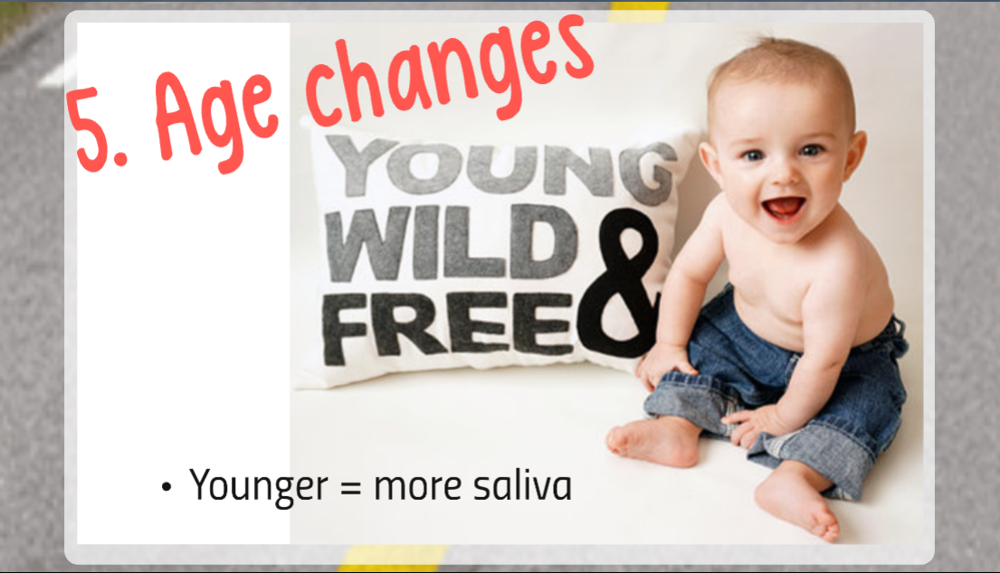 5. Age changes
YOUNG
WILD &
FREE
• Younger = more saliva